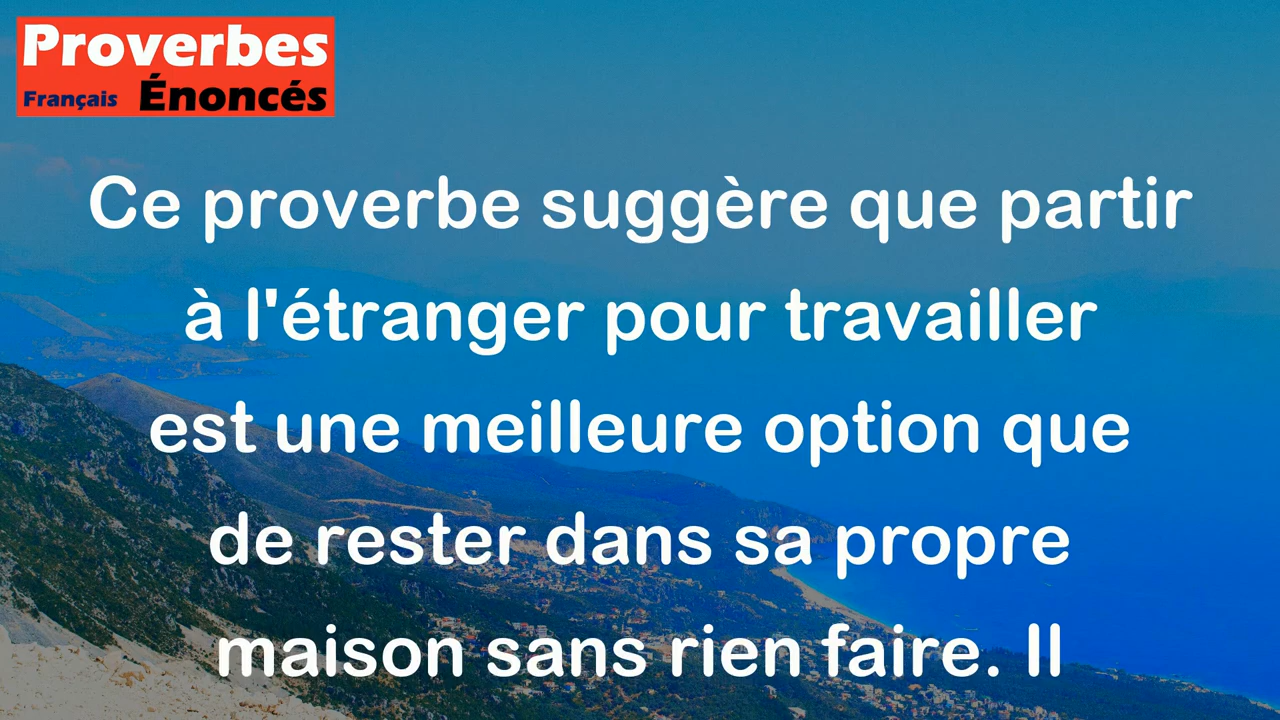 Proverbes
Français Énoncés
Ce proverbe suggère que partir
à l'étranger pour travailler
est une meilleure option que
de rester dans sa propre
maison sans rien faire. Il